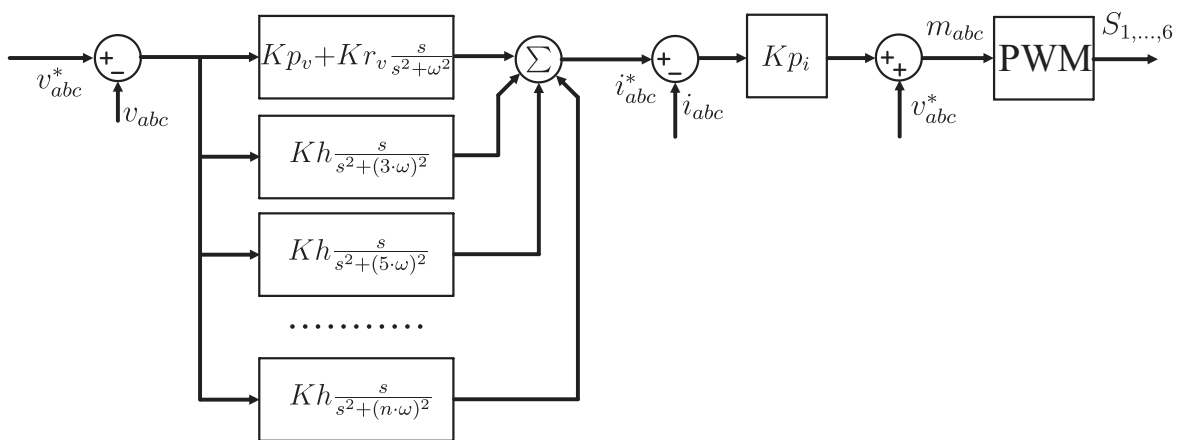 v*abc
+
−
vabc
Kpv+Krv s/(s²+ω²)
Kh s/(s²+(3·ω)²)
Kh s/(s²+(5·ω)²)
............
Kh s/(s²+(n·ω)²)
Σ
i*abc
+
−
iabc
Kpi
+
+
v*abc
mabc
PWM
S1,...,6